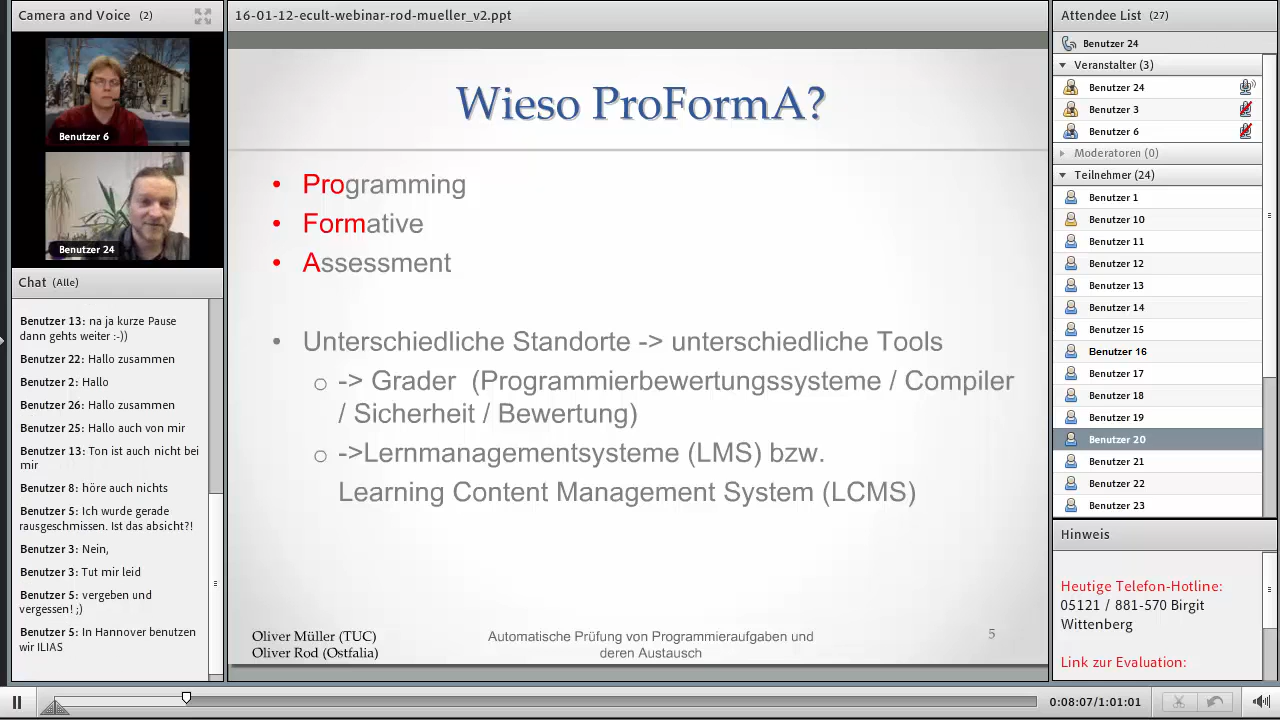 Camera and Voice (2)
Benutzer 6
Benutzer 24
Chat (Alle)
Benutzer 13: na ja kurze Pause
dann gehts weiter :-))
Benutzer 22: Hallo zusammen
Benutzer 2: Hallo
Benutzer 26: Hallo zusammen
Benutzer 25: Hallo auch von mir
Benutzer 13: Ton ist auch nicht bei
mir
Benutzer 8: höre auch nichts
Benutzer 5: Ich wurde gerade
rausgeschmissen. Ist das absicht?!
Benutzer 3: Nein,
Benutzer 3: Tut mir leid
Benutzer 5: vergeben und
vergessen! ;)
Benutzer 5: In Hannover benutzen
wir ILIAS
16-01-12-ecult-webinar-rod-mueller_v2.ppt
Wieso ProFormA?
• Programming
• Formative
• Assessment
• Unterschiedliche Standorte -> unterschiedliche Tools
o -> Grader (Programmierbewertungssysteme / Compiler
/ Sicherheit / Bewertung)
o ->Lernmanagementsysteme (LMS) bzw.
Learning Content Management System (LCMS)
Oliver Müller (TUC)
Oliver Rod (Ostfalia)
Automatische Prüfung von Programmieraufgaben und
deren Austausch
5
Attendee List (27)
Benutzer 24
Veranstalter (3)
Benutzer 24
Benutzer 3
Benutzer 6
Moderatoren (0)
Teilnehmer (24)
Benutzer 1
Benutzer 10
Benutzer 11
Benutzer 12
Benutzer 13
Benutzer 14
Benutzer 15
Benutzer 16
Benutzer 17
Benutzer 18
Benutzer 19
Benutzer 20
Benutzer 21
Benutzer 22
Benutzer 23
Hinweis
Heutige Telefon-Hotline:
05121 / 881-570 Birgit
Wittenberg
Link zur Evaluation:
0:08:07/1:01:01